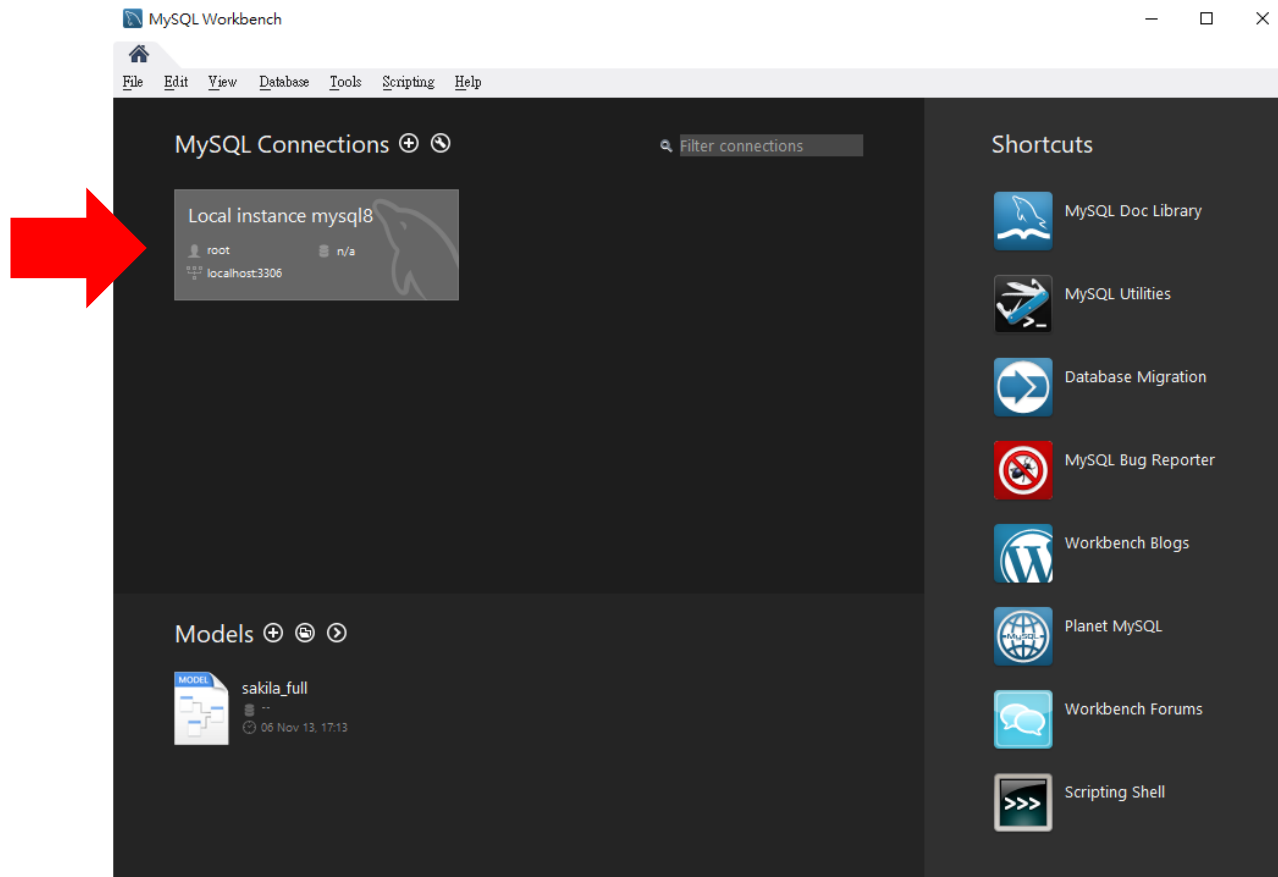 MySQL Workbench
File Edit View Database Tools Scripting Help
MySQL Connections
Filter connections
Local instance mysql8
root n/a
localhost:3306
Models
MODEL
sakila_full
--
06 Nov 13, 17:13
Shortcuts
MySQL Doc Library
MySQL Utilities
Database Migration
MySQL Bug Reporter
Workbench Blogs
MySQL
Planet MySQL
Workbench Forums
>>>
Scripting Shell